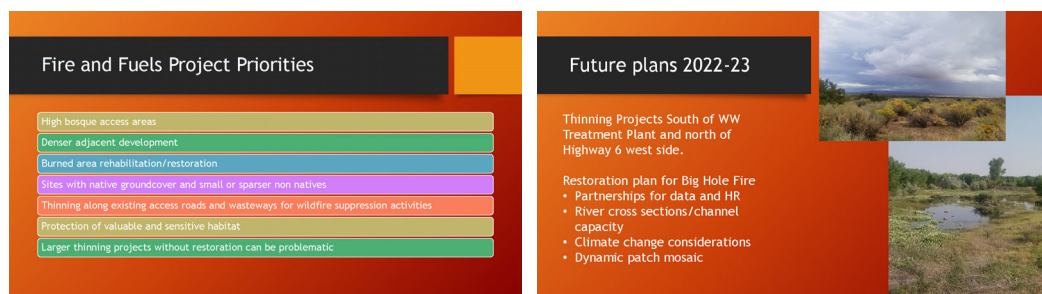 Fire and Fuels Project Priorities
High bosque access areas
Denser adjacent development
Burned area rehabilitation/restoration
Sites with native groundcover and small or sparser non natives
Thinning along existing access roads and wasteways for wildfire suppression activities
Protection of valuable and sensitive habitat
Larger thinning projects without restoration can be problematic
Future plans 2022-23
Thinning Projects South of WW
Treatment Plant and north of
Highway 6 west side.
Restoration plan for Big Hole Fire
• Partnerships for data and HR
• River cross sections/channel
capacity
• Climate change considerations
• Dynamic patch mosaic